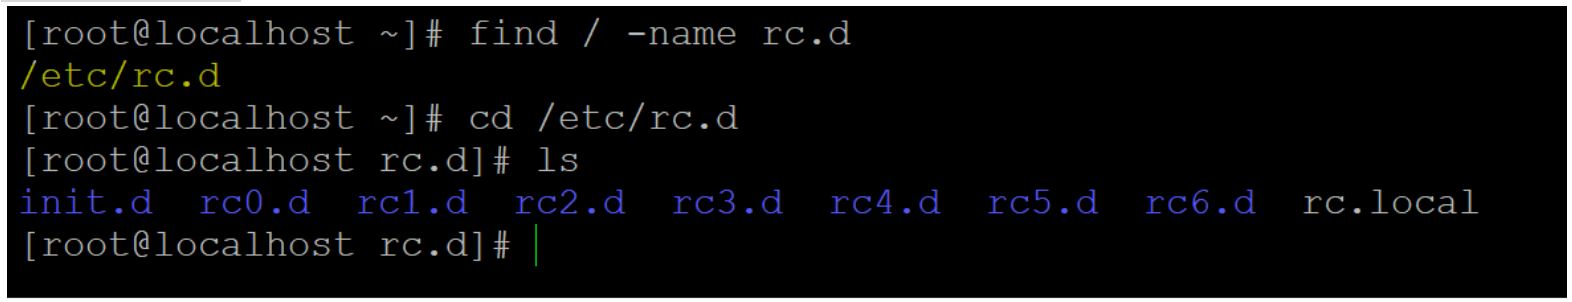 [root@localhost ~]# find / -name rc.d
/etc/rc.d
[root@localhost ~]# cd /etc/rc.d
[root@localhost rc.d]# ls
init.d  rc0.d  rc1.d  rc2.d  rc3.d  rc4.d  rc5.d  rc6.d  rc.local
[root@localhost rc.d]#